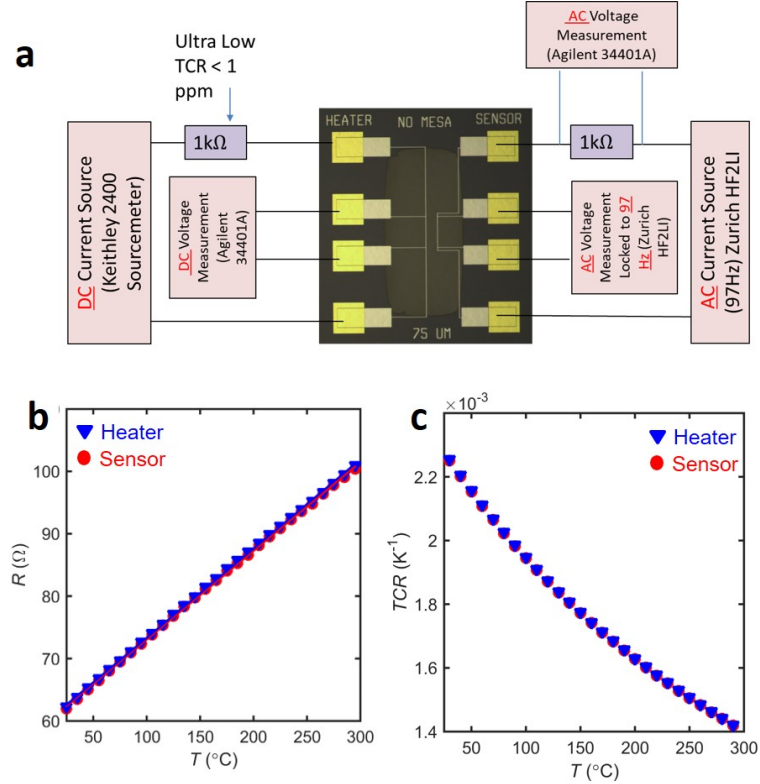 a
Ultra Low
TCR < 1
ppm
AC Voltage
Measurement
(Agilent 34401A)
DC Current Source
(Keithley 2400
Sourcemeter)
1kΩ
DC Voltage
Measurement
(Agilent
34401A)
HEATER
NO MESA
SENSOR
75 UM
1kΩ
AC Voltage
Measurement
Locked to 97
Hz (Zurich
HF2LI)
AC Current Source
(97Hz) Zurich HF2LI
b
Heater
Sensor
R (Ω)
100
90
80
70
60
50 100 150 200 250 300
T (°C)
c
×10⁻³
Heater
Sensor
TCR (K⁻¹)
2.2
2
1.8
1.6
1.4
50 100 150 200 250 300
T (°C)